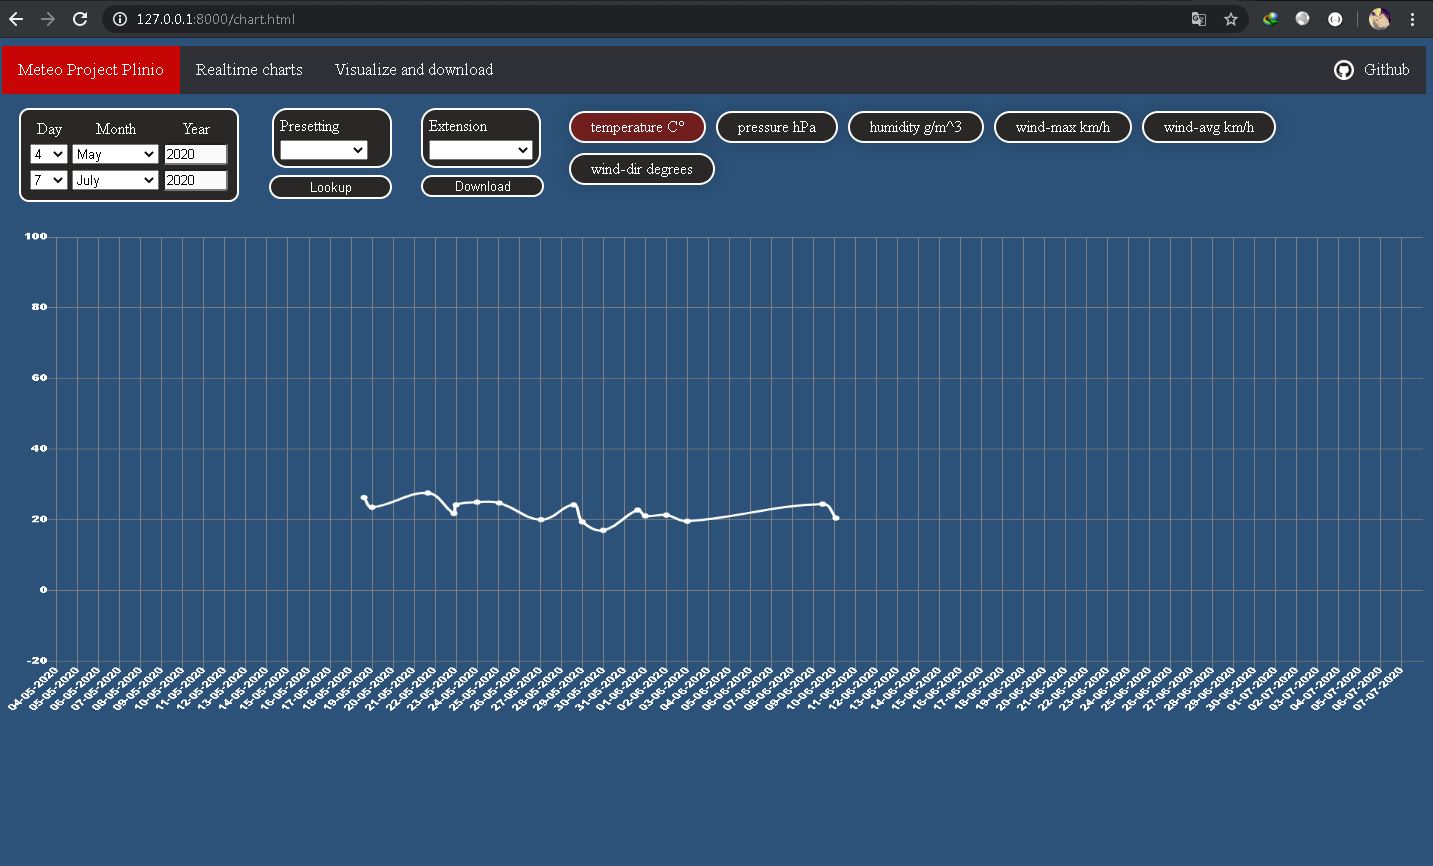 127.0.0.1:8000/chart.html
Meteo Project Plinio Realtime charts Visualize and download Github
Day Month Year
4 May 2020
7 July 2020
Presetting
Lookup
Extension
Download
temperature C° pressure hPa humidity g/m^3 wind-max km/h wind-avg km/h
wind-dir degrees
100
80
60
40
20
0
-20
04-05-2020 05-05-2020 06-05-2020 07-05-2020 08-05-2020 09-05-2020 10-05-2020 11-05-2020 12-05-2020 13-05-2020 14-05-2020 15-05-2020 16-05-2020 17-05-2020 18-05-2020 19-05-2020 20-05-2020 21-05-2020 22-05-2020 23-05-2020 24-05-2020 25-05-2020 26-05-2020 27-05-2020 28-05-2020 29-05-2020 30-05-2020 31-05-2020 01-06-2020 02-06-2020 03-06-2020 04-06-2020 05-06-2020 06-06-2020 07-06-2020 08-06-2020 09-06-2020 10-06-2020 11-06-2020 12-06-2020 13-06-2020 14-06-2020 15-06-2020 16-06-2020 17-06-2020 18-06-2020 19-06-2020 20-06-2020 21-06-2020 22-06-2020 23-06-2020 24-06-2020 25-06-2020 26-06-2020 27-06-2020 28-06-2020 29-06-2020 30-06-2020 01-07-2020 02-07-2020 03-07-2020 04-07-2020 05-07-2020 06-07-2020 07-07-2020